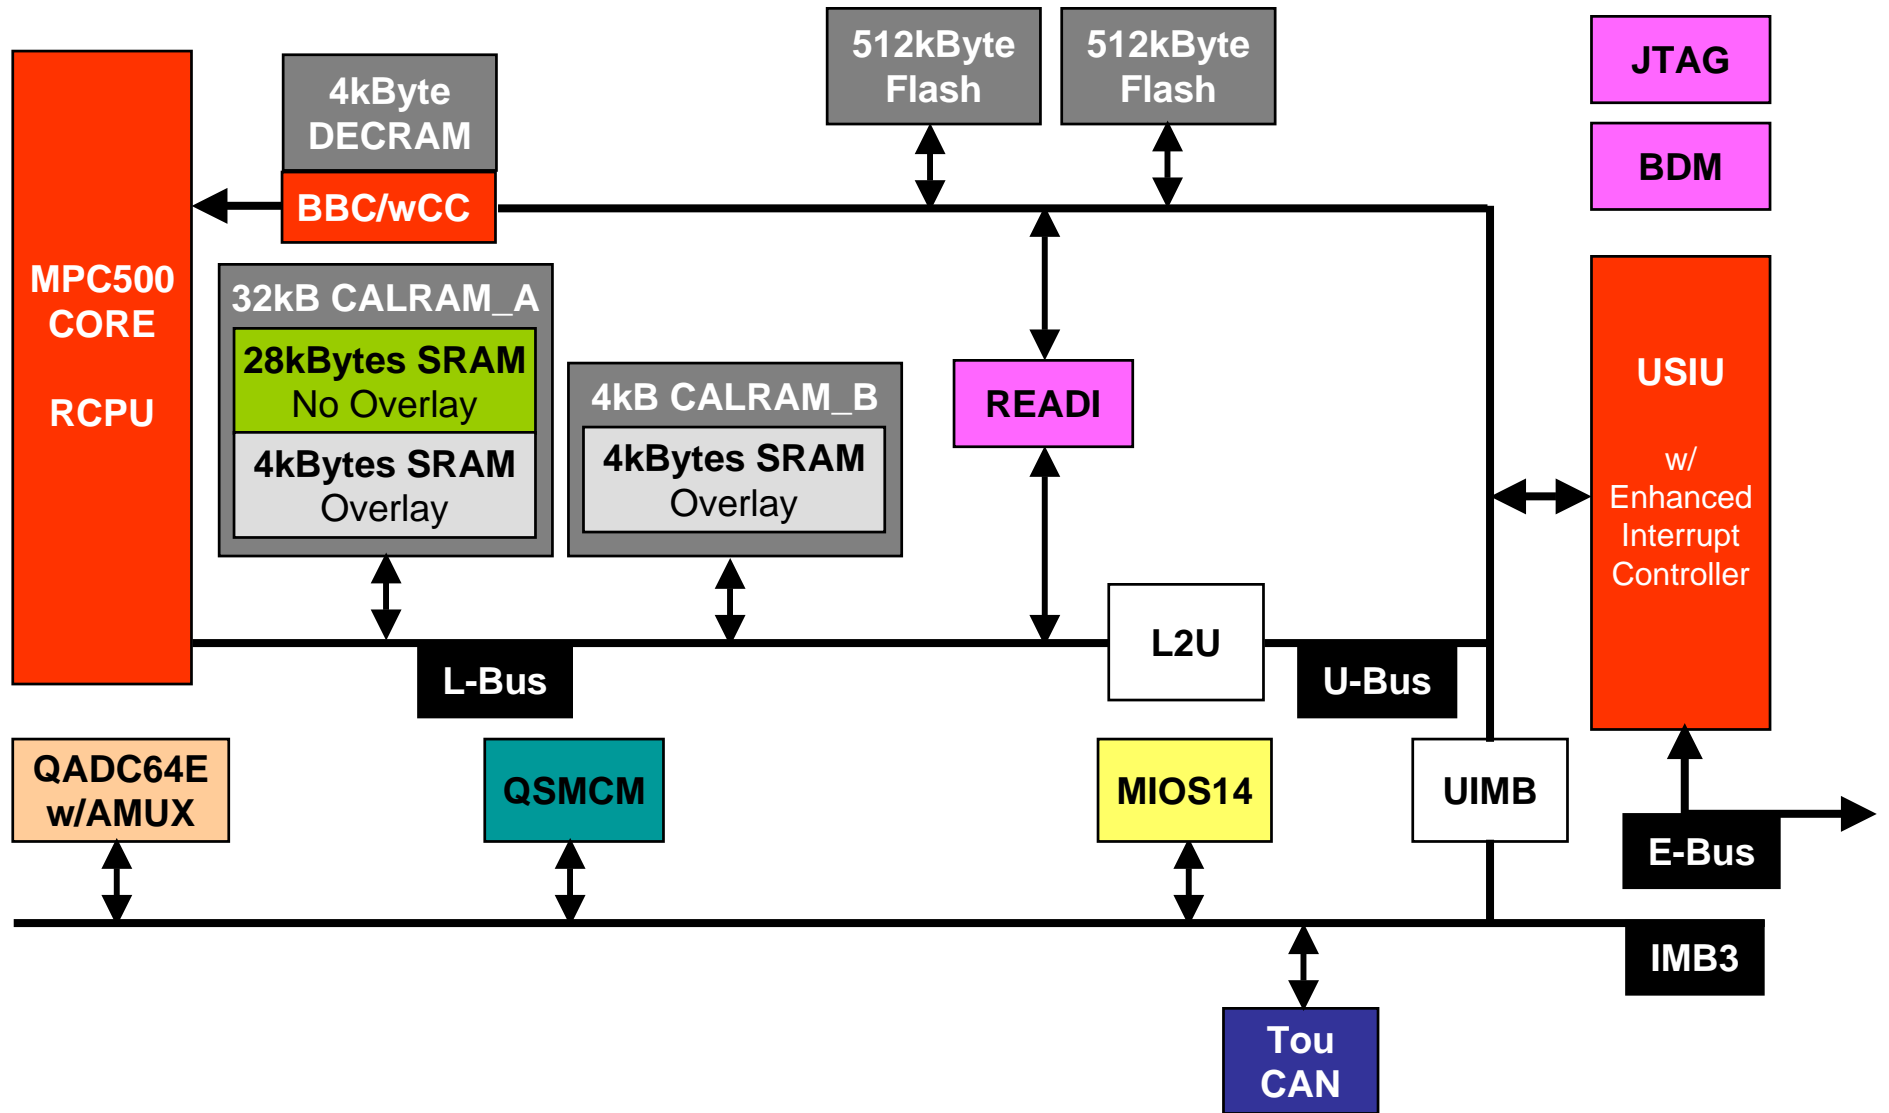 512kByte
Flash
512kByte
Flash
JTAG
4kByte
DECRAM
BDM
BBC/wCC
MPC500
CORE
RCPU
32kB CALRAM_A
28kBytes SRAM
No Overlay
4kBytes SRAM
Overlay
4kB CALRAM_B
4kBytes SRAM
Overlay
READI
USIU
w/
Enhanced
Interrupt
Controller
L2U
L-Bus
U-Bus
QADC64E
w/AMUX
QSMCM
MIOS14
UIMB
E-Bus
IMB3
Tou
CAN